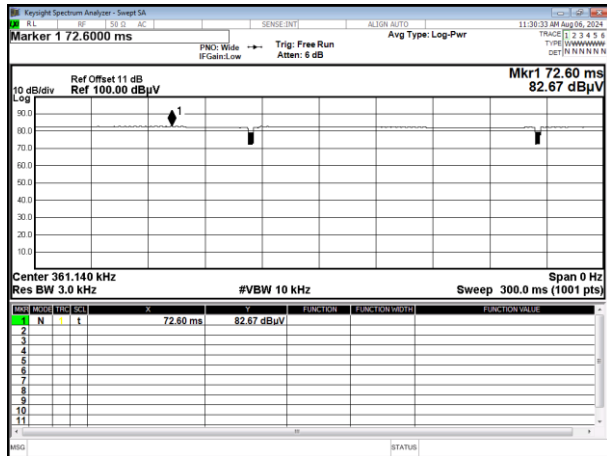 Keysight Spectrum Analyzer - Swept SA
RL RF 50 Ω AC SENSE:INT ALIGN AUTO 11:30:33 AM Aug 06, 2024
Marker 1 72.6000 ms
PNO: Wide Trig: Free Run Avg Type: Log-Pwr TRACE 1 2 3 4 5 6
IFGain:Low Atten: 6 dB TYPE WWWWWW
DET N N N N N N
Mkr1 72.60 ms
Ref Offset 11 dB
10 dB/div Ref 100.00 dBµV 82.67 dBµV
Log
90.0
1
80.0
70.0
60.0
50.0
40.0
30.0
20.0
10.0
Center 361.140 kHz Span 0 Hz
Res BW 3.0 kHz #VBW 10 kHz Sweep 300.0 ms (1001 pts)
MKR MODE TRC SCL X Y FUNCTION FUNCTION WIDTH FUNCTION VALUE
1 N 1 t 72.60 ms 82.67 dBµV
2
3
4
5
6
7
8
9
10
11
MSG STATUS